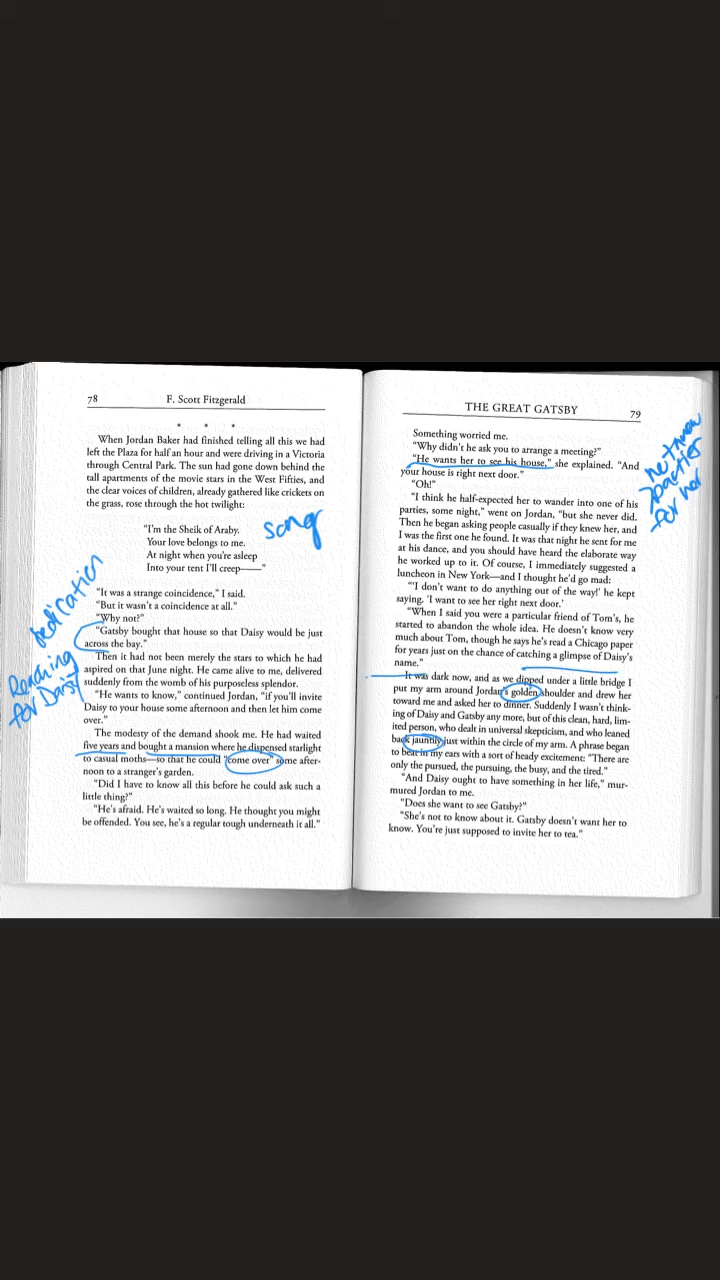 78
F. Scott Fitzgerald
* * *
When Jordan Baker had finished telling all this we had
left the Plaza for half an hour and were driving in a Victoria
through Central Park. The sun had gone down behind the
tall apartments of the movie stars in the West Fifties, and
the clear voices of children, already gathered like crickets on
the grass, rose through the hot twilight:
"I'm the Sheik of Araby.
Your love belongs to me.
At night when you're asleep
Into your tent I'll creep——"
song
"It was a strange coincidence," I said.
"But it wasn't a coincidence at all."
"Why not?"
"Gatsby bought that house so that Daisy would be just
across the bay."
Then it had not been merely the stars to which he had
aspired on that June night. He came alive to me, delivered
suddenly from the womb of his purposeless splendor.
"He wants to know," continued Jordan, "if you'll invite
Daisy to your house some afternoon and then let him come
over."
The modesty of the demand shook me. He had waited
five years and bought a mansion where he dispensed starlight
to casual moths—so that he could "come over" some after-
noon to a stranger's garden.
"Did I have to know all this before he could ask such a
little thing?"
"He's afraid. He's waited so long. He thought you might
be offended. You see, he's a regular tough underneath it all."
dedication
Reaching
for Daisy
THE GREAT GATSBY
79
Something worried me.
"Why didn't he ask you to arrange a meeting?"
"He wants her to see his house," she explained. "And
your house is right next door."
"Oh!"
"I think he half-expected her to wander into one of his
parties, some night," went on Jordan, "but she never did.
Then he began asking people casually if they knew her, and
I was the first one he found. It was that night he sent for me
at his dance, and you should have heard the elaborate way
he worked up to it. Of course, I immediately suggested a
luncheon in New York—and I thought he'd go mad:
"'I don't want to do anything out of the way!' he kept
saying. 'I want to see her right next door.'
"When I said you were a particular friend of Tom's, he
started to abandon the whole idea. He doesn't know very
much about Tom, though he says he's read a Chicago paper
for years just on the chance of catching a glimpse of Daisy's
name."
It was dark now, and as we dipped under a little bridge I
put my arm around Jordan's golden shoulder and drew her
toward me and asked her to dinner. Suddenly I wasn't think-
ing of Daisy and Gatsby any more, but of this clean, hard, lim-
ited person, who dealt in universal skepticism, and who leaned
back jauntily just within the circle of my arm. A phrase began
to beat in my ears with a sort of heady excitement: "There are
only the pursued, the pursuing, the busy, and the tired."
"And Daisy ought to have something in her life," mur-
mured Jordan to me.
"Does she want to see Gatsby?"
"She's not to know about it. Gatsby doesn't want her to
know. You're just supposed to invite her to tea."
he threw
parties
for her